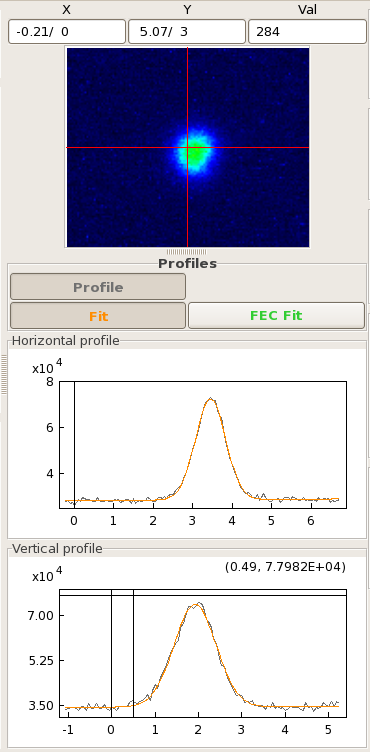 X Y Val
-0.21/ 0 5.07/ 3 284
Profiles
Profile
Fit FEC Fit
Horizontal profile
x10 4
8
6
4
0 1 2 3 4 5 6
Vertical profile
(0.49, 7.7982E+04)
x10 4
7.00
5.25
3.50
-1 0 1 2 3 4 5